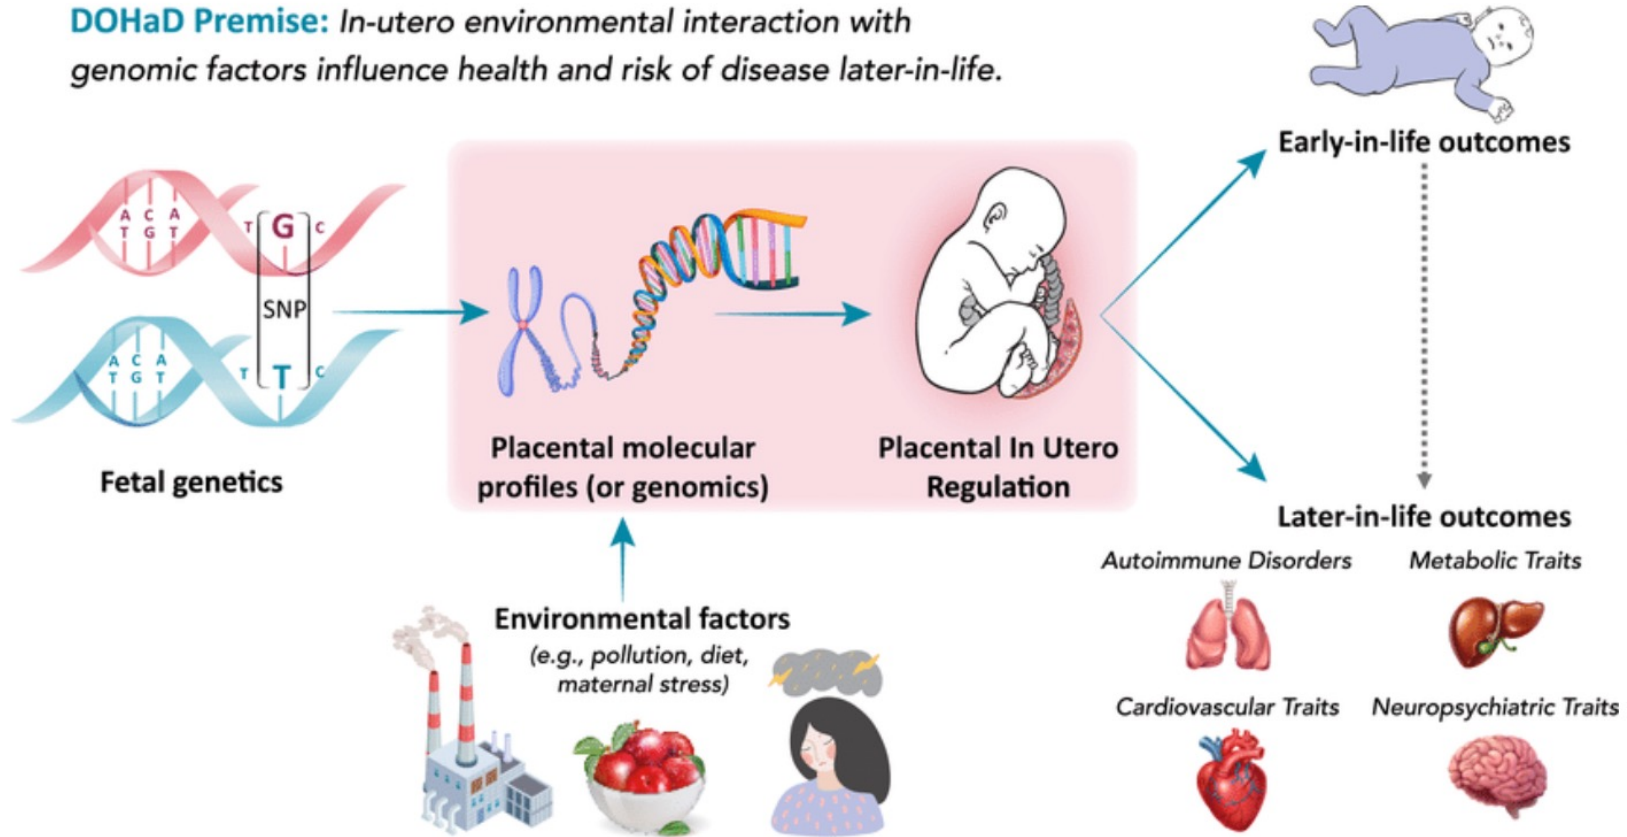 DOHaD Premise: In-utero environmental interaction with
genomic factors influence health and risk of disease later-in-life.
Early-in-life outcomes
A C A
T G T
T G C
SNP
A C A
T G T
T T C
Fetal genetics
Placental molecular
profiles (or genomics)
Placental In Utero
Regulation
Environmental factors
(e.g., pollution, diet,
maternal stress)
Later-in-life outcomes
Autoimmune Disorders
Metabolic Traits
Cardiovascular Traits
Neuropsychiatric Traits